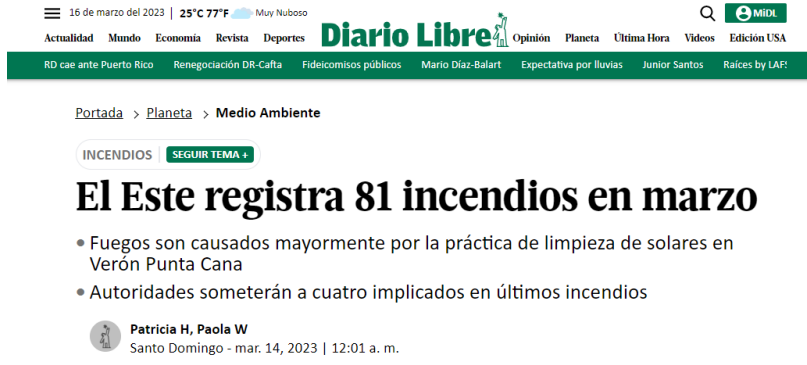 16 de marzo del 2023 | 25°C 77°F Muy Nuboso
MiDL
Actualidad Mundo Economía Revista Deportes Diario Libre Opinión Planeta Última Hora Videos Edición USA
RD cae ante Puerto Rico Renegociación DR-Cafta Fideicomisos públicos Mario Díaz-Balart Expectativa por lluvias Junior Santos Raíces by LAFS
Portada > Planeta > Medio Ambiente
INCENDIOS | SEGUIR TEMA +
El Este registra 81 incendios en marzo
• Fuegos son causados mayormente por la práctica de limpieza de solares en
Verón Punta Cana
• Autoridades someterán a cuatro implicados en últimos incendios
Patricia H, Paola W
Santo Domingo - mar. 14, 2023 | 12:01 a. m.